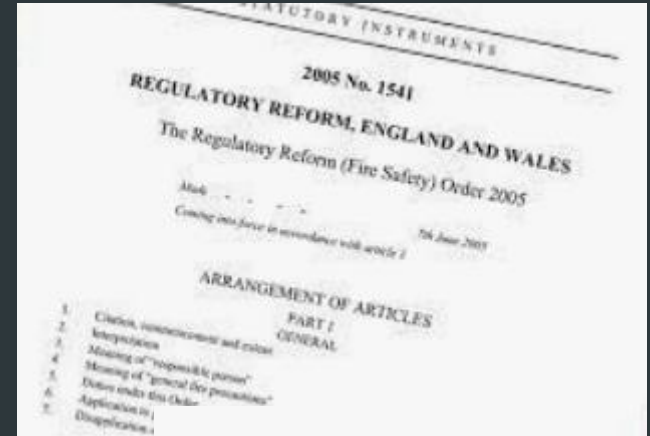 STATUTORY INSTRUMENTS
2005 No. 1541
REGULATORY REFORM, ENGLAND AND WALES
The Regulatory Reform (Fire Safety) Order 2005
Made
7th June 2005
Coming into force in accordance with article 1
ARRANGEMENT OF ARTICLES
PART 1
GENERAL
1. Citation, commencement and extent
2. Interpretation
3. Meaning of "responsible person"
4. Meaning of "general fire precautions"
5. Duties under this Order
6. Application to
7. Disapplication